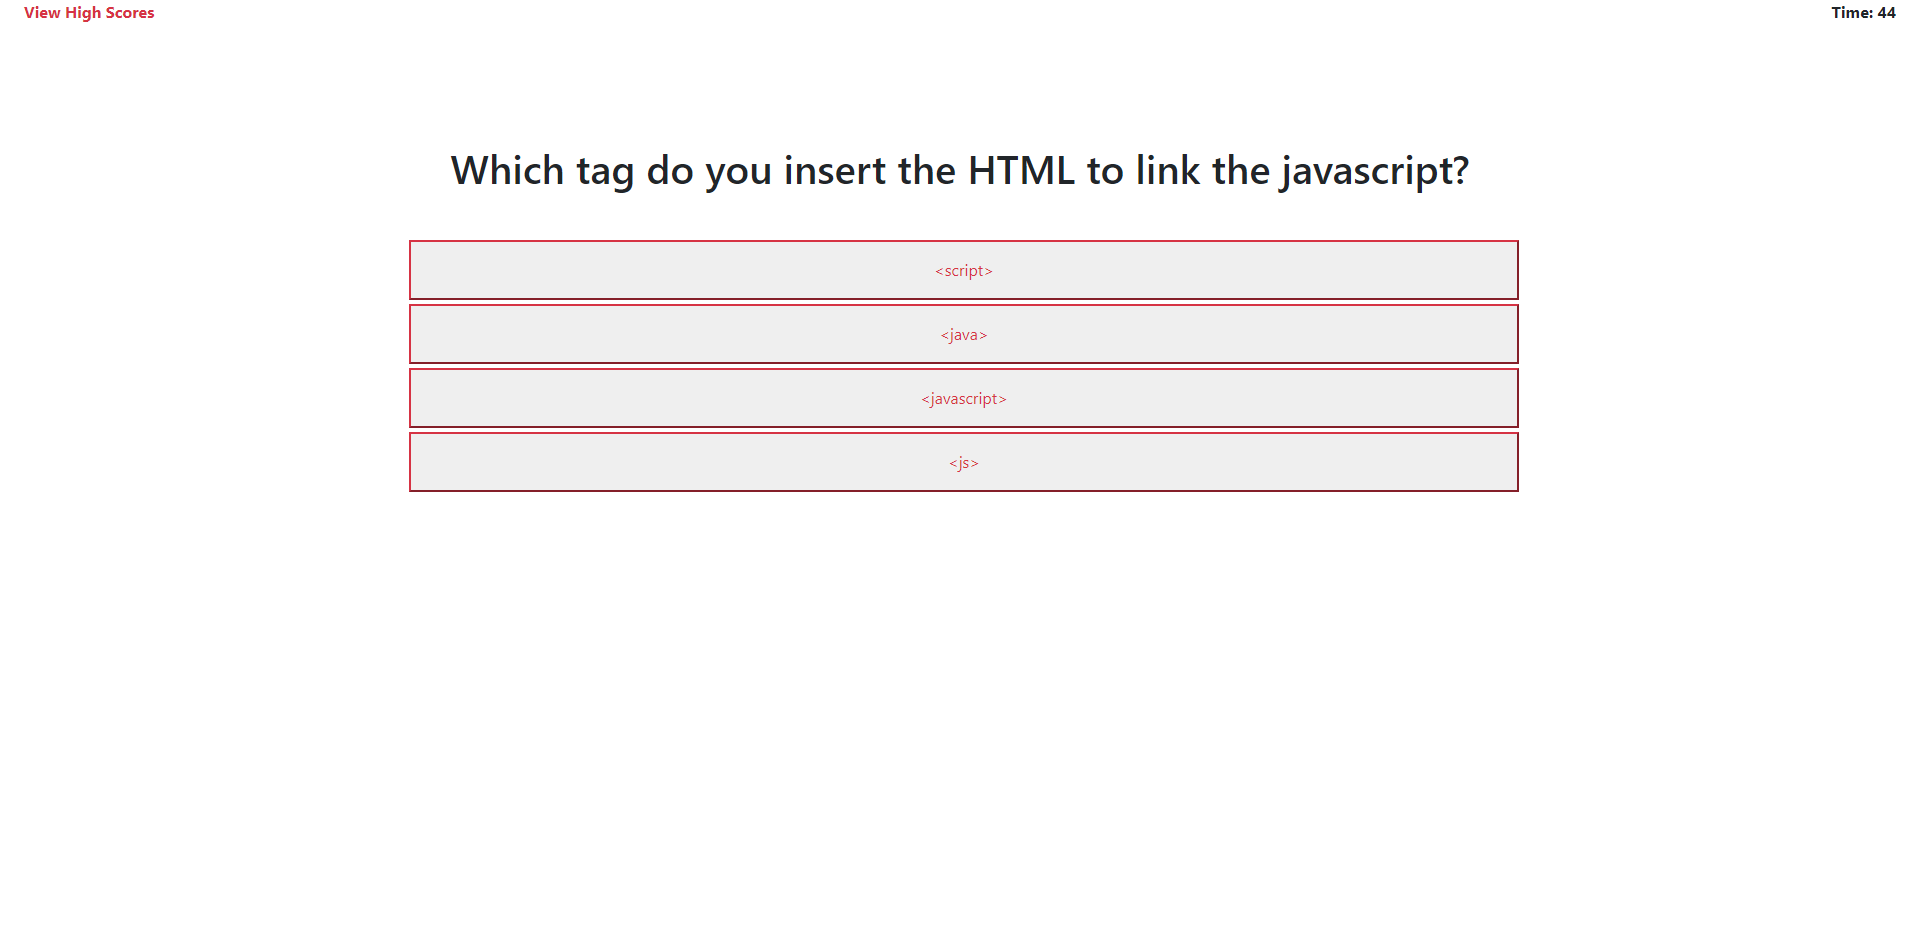 View High Scores
Time: 44
Which tag do you insert the HTML to link the javascript?
<script>
<java>
<javascript>
<js>